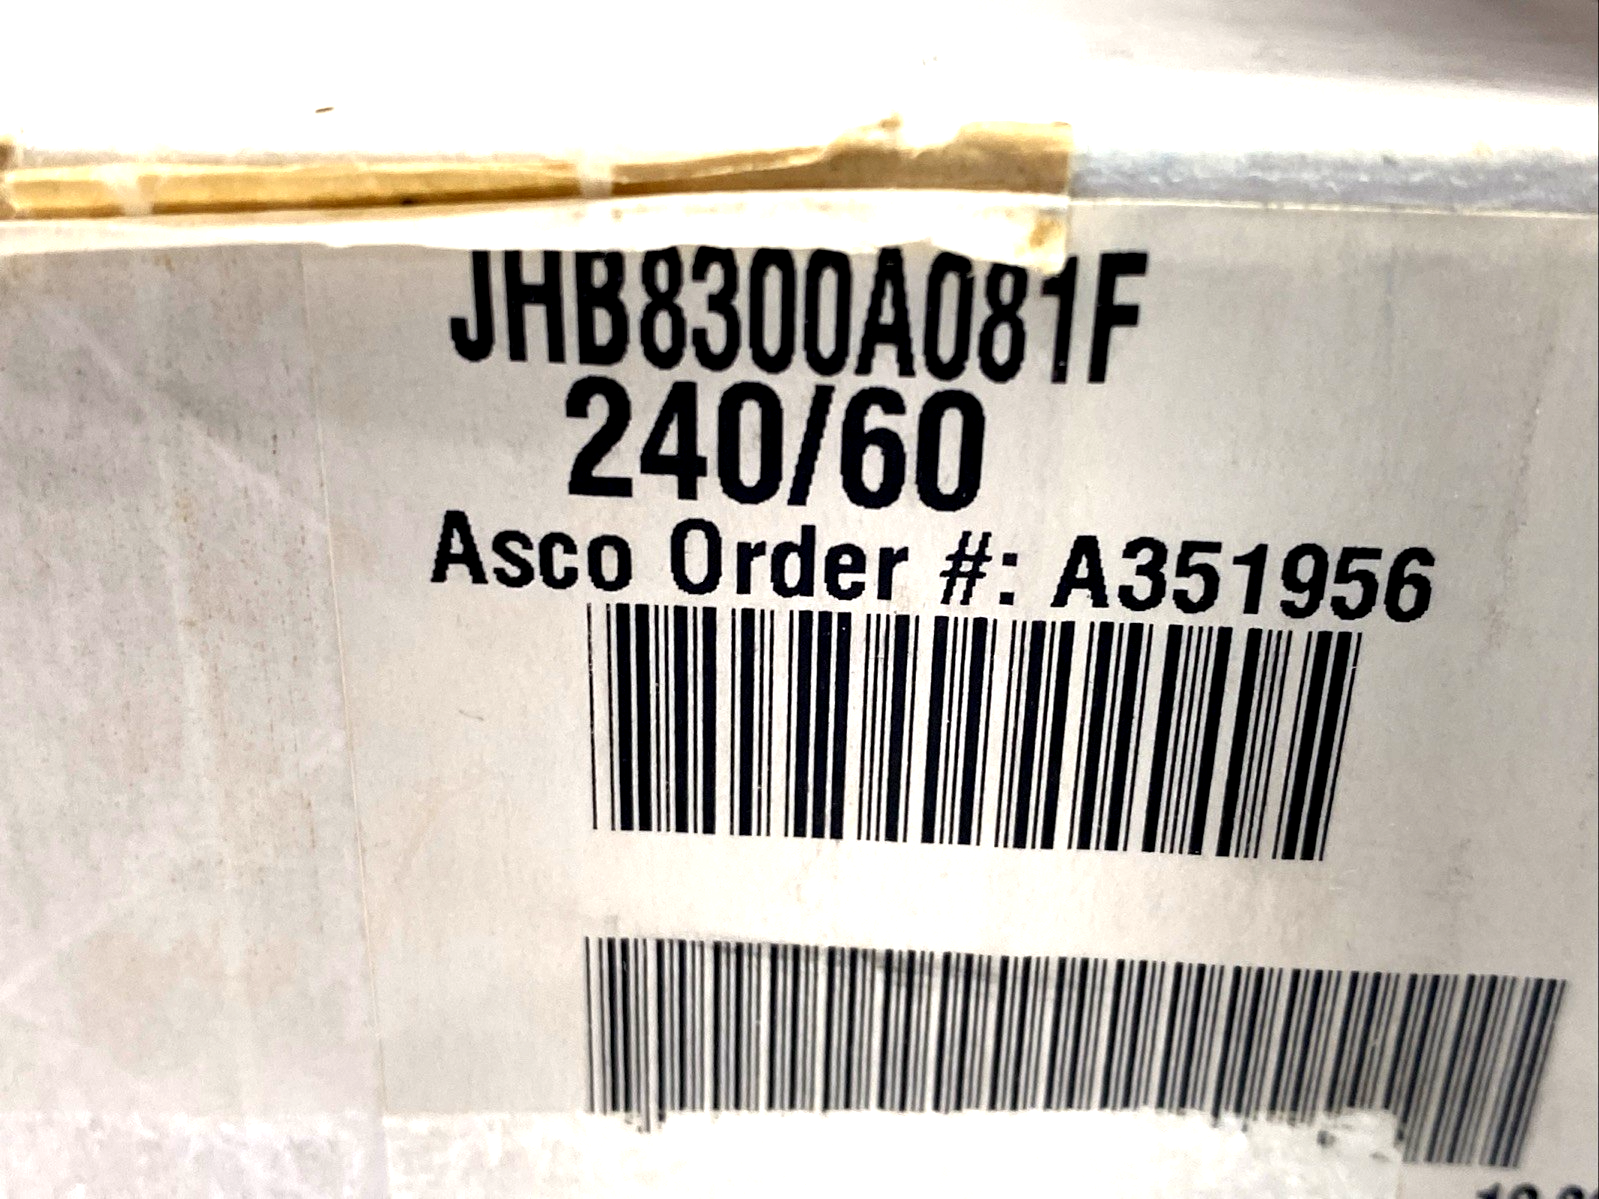 JHB8300A081F
240/60
Asco Order #: A351956